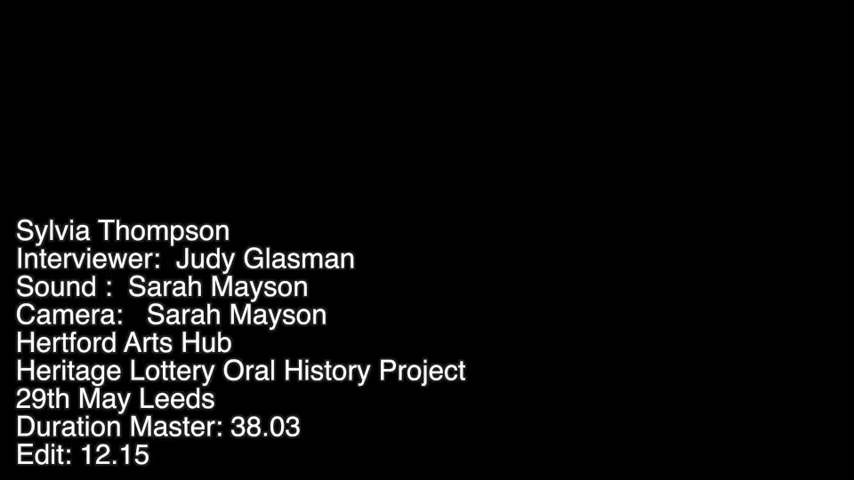 Sylvia Thompson
Interviewer:  Judy Glasman
Sound :  Sarah Mayson
Camera:   Sarah Mayson
Hertford Arts Hub
Heritage Lottery Oral History Project
29th May Leeds
Duration Master: 38.03
Edit: 12.15